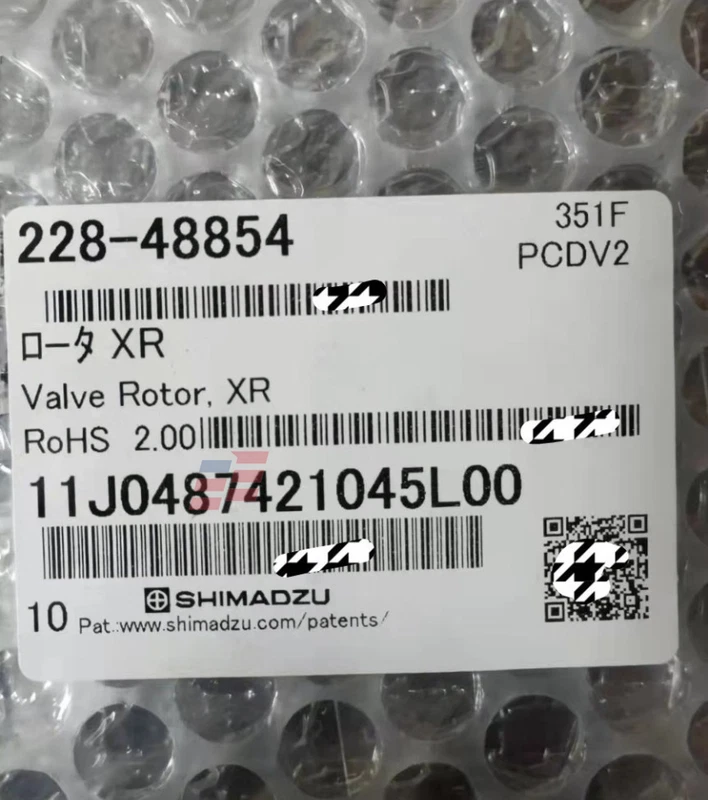 228-48854
351F
PCDV2
ロータ XR
Valve Rotor, XR
RoHS 2.00
11J0487421045L00
SHIMADZU
10 Pat.:www.shimadzu.com/patents/